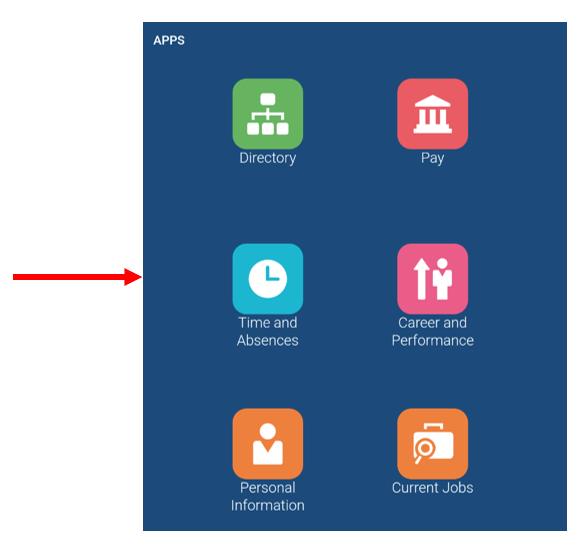 APPS
Directory
Pay
Time and
Absences
Career and
Performance
Personal
Information
Current Jobs